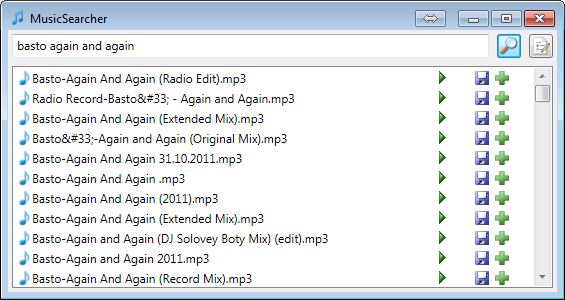 MusicSearcher
basto again and again
Basto-Again And Again (Radio Edit).mp3
Radio Record-Basto&#33; - Again and Again.mp3
Basto-Again And Again (Extended Mix).mp3
Basto&#33;-Again and Again (Original Mix).mp3
Basto-Again And Again 31.10.2011.mp3
Basto-Again And Again .mp3
Basto-Again And Again (2011).mp3
Basto-Again And Again (Extended Mix).mp3
Basto-Again and Again (DJ Solovey Boty Mix) (edit).mp3
Basto-Again and Again 2011.mp3
Basto-Again And Again (Record Mix).mp3